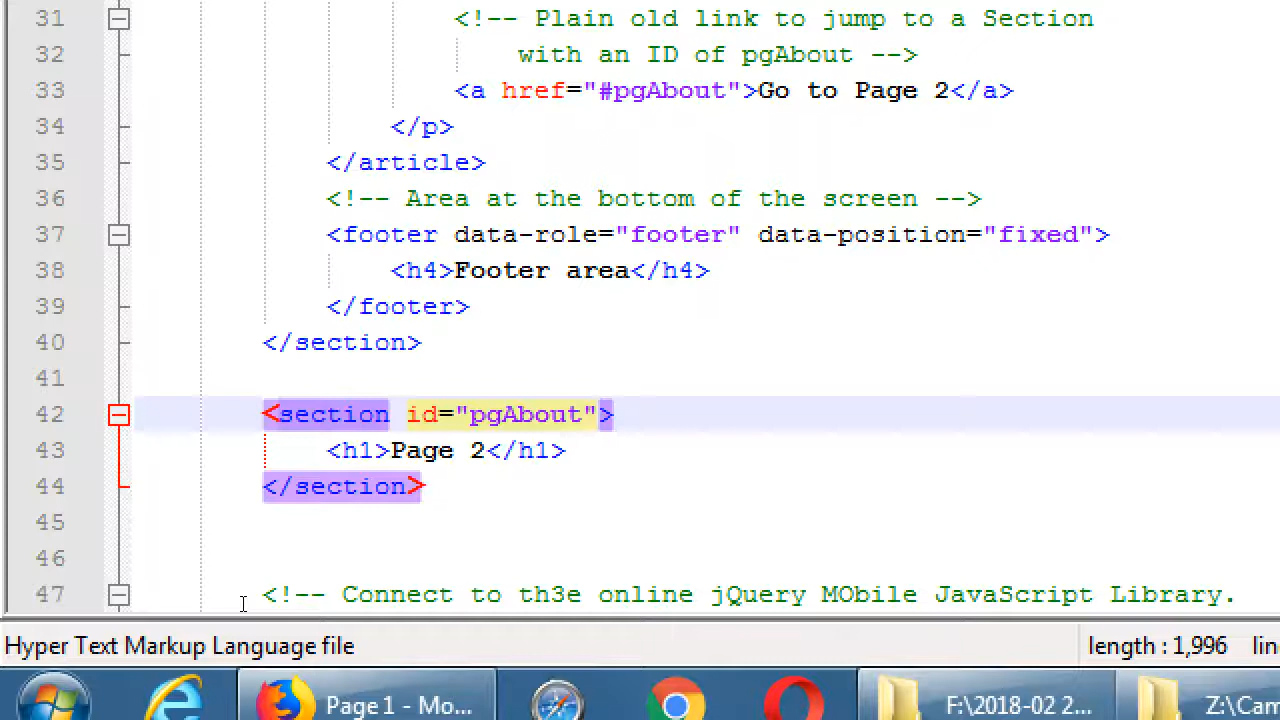 31 <!-- Plain old link to jump to a Section
32 with an ID of pgAbout -->
33 <a href="#pgAbout">Go to Page 2</a>
34 </p>
35 </article>
36 <!-- Area at the bottom of the screen -->
37 <footer data-role="footer" data-position="fixed">
38 <h4>Footer area</h4>
39 </footer>
40 </section>
41
42 <section id="pgAbout">
43 <h1>Page 2</h1>
44 </section>
45
46
47 <!-- Connect to th3e online jQuery MObile JavaScript Library.
Hyper Text Markup Language file length : 1,996 lin
Page 1 - Mo... F:\2018-02 2... Z:\Cam